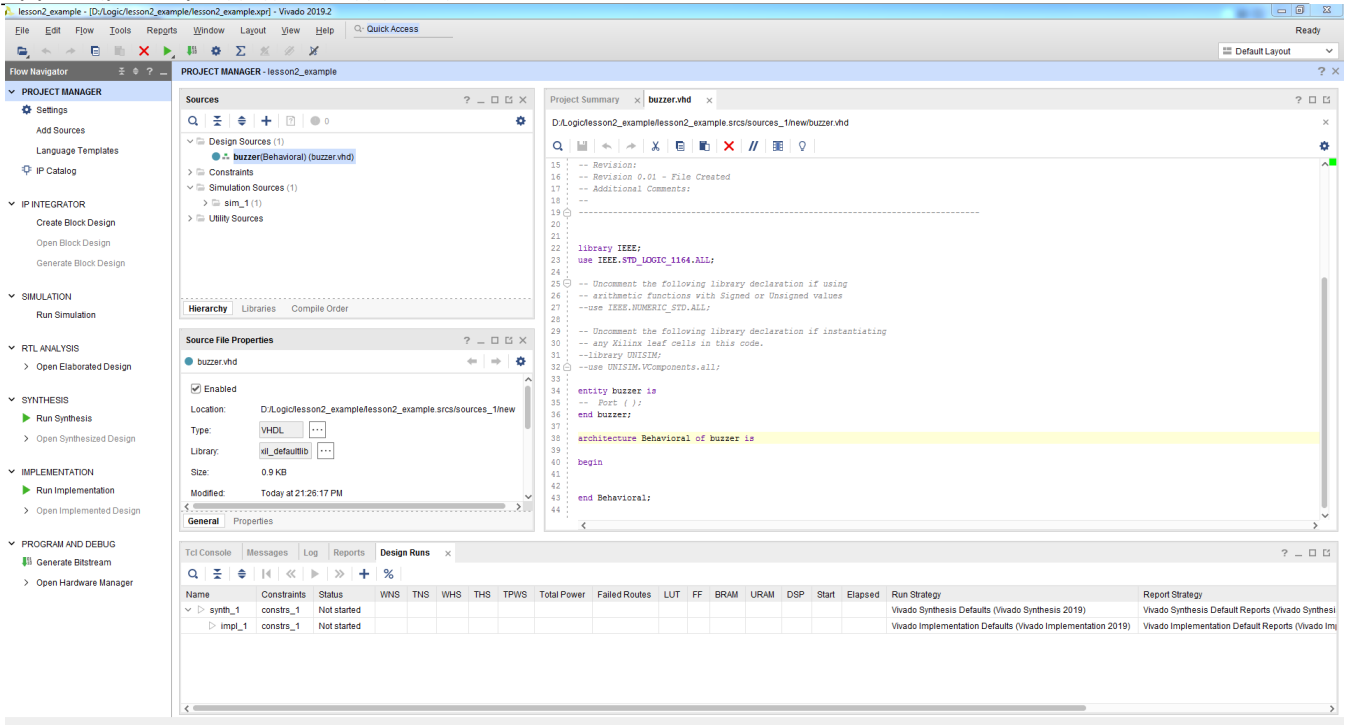 lesson2_example - [D:/Logic/lesson2_example/lesson2_example.xpr] - Vivado 2019.2
File Edit Flow Tools Reports Window Layout View Help Quick Access Ready
Default Layout
Flow Navigator
PROJECT MANAGER - lesson2_example
PROJECT MANAGER
Settings
Add Sources
Language Templates
IP Catalog
IP INTEGRATOR
Create Block Design
Open Block Design
Generate Block Design
SIMULATION
Run Simulation
RTL ANALYSIS
Open Elaborated Design
SYNTHESIS
Run Synthesis
Open Synthesized Design
IMPLEMENTATION
Run Implementation
Open Implemented Design
PROGRAM AND DEBUG
Generate Bitstream
Open Hardware Manager
Sources
0
Design Sources (1)
buzzer(Behavioral) (buzzer.vhd)
Constraints
Simulation Sources (1)
sim_1 (1)
Utility Sources
Hierarchy Libraries Compile Order
Source File Properties
buzzer.vhd
Enabled
Location: D:/Logic/lesson2_example/lesson2_example.srcs/sources_1/new
Type: VHDL
Library: xil_defaultlib
Size: 0.9 KB
Modified: Today at 21:26:17 PM
General Properties
Project Summary buzzer.vhd
D:/Logic/lesson2_example/lesson2_example.srcs/sources_1/new/buzzer.vhd
15 -- Revision:
16 -- Revision 0.01 - File Created
17 -- Additional Comments:
18 --
19 ----------------------------------------------------------------------------------
20
21
22 library IEEE;
23 use IEEE.STD_LOGIC_1164.ALL;
24
25 -- Uncomment the following library declaration if using
26 -- arithmetic functions with Signed or Unsigned values
27 --use IEEE.NUMERIC_STD.ALL;
28
29 -- Uncomment the following library declaration if instantiating
30 -- any Xilinx leaf cells in this code.
31 --library UNISIM;
32 --use UNISIM.VComponents.all;
33
34 entity buzzer is
35 -- Port ( );
36 end buzzer;
37
38 architecture Behavioral of buzzer is
39
40 begin
41
42
43 end Behavioral;
44
Tcl Console Messages Log Reports Design Runs
Name Constraints Status WNS TNS WHS THS TPWS Total Power Failed Routes LUT FF BRAM URAM DSP Start Elapsed Run Strategy Report Strategy
synth_1 constrs_1 Not started Vivado Synthesis Defaults (Vivado Synthesis 2019) Vivado Synthesis Default Reports (Vivado Synthesi
impl_1 constrs_1 Not started Vivado Implementation Defaults (Vivado Implementation 2019) Vivado Implementation Default Reports (Vivado Im